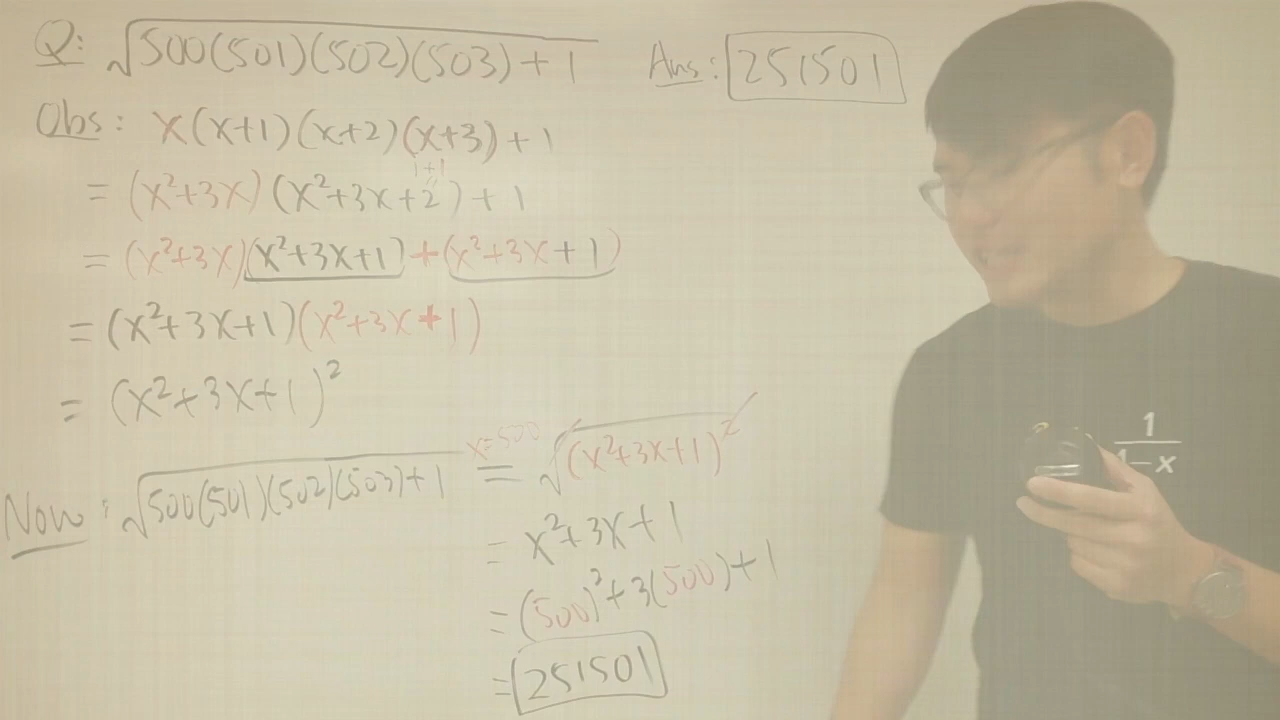 Q: √500(501)(502)(503)+1 Ans: 251501
Obs: x(x+1)(x+2)(x+3)+1
1+1
= (x²+3x)(x²+3x+2)+1
= (x²+3x)(x²+3x+1)+(x²+3x+1)
= (x²+3x+1)(x²+3x+1)
= (x²+3x+1)²
Now: √500(501)(502)(503)+1 x=500 = √(x²+3x+1)²
= x²+3x+1
= (500)²+3(500)+1
= 251501
1
1-x